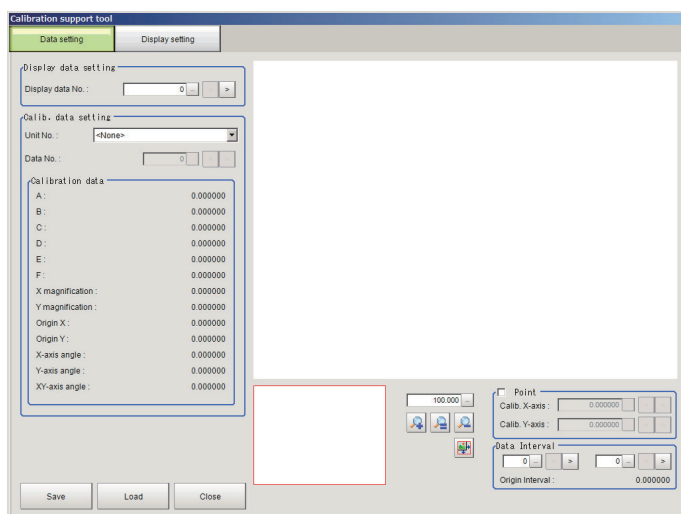 Calibration support tool
Data setting
Display setting
Display data setting
Display data No. :
0
...
>
Calib. data setting
Unit No. :
<None>
Data No. :
0
Calibration data
A : 0.000000
B : 0.000000
C : 0.000000
D : 0.000000
E : 0.000000
F : 0.000000
X magnification : 0.000000
Y magnification : 0.000000
Origin X : 0.000000
Origin Y : 0.000000
X-axis angle : 0.000000
Y-axis angle : 0.000000
XY-axis angle : 0.000000
100.000 ...
Point
Calib. X-axis : 0.000000
Calib. Y-axis : 0.000000
Data Interval
0 ... > 0 ... >
Origin Interval : 0.000000
Save
Load
Close